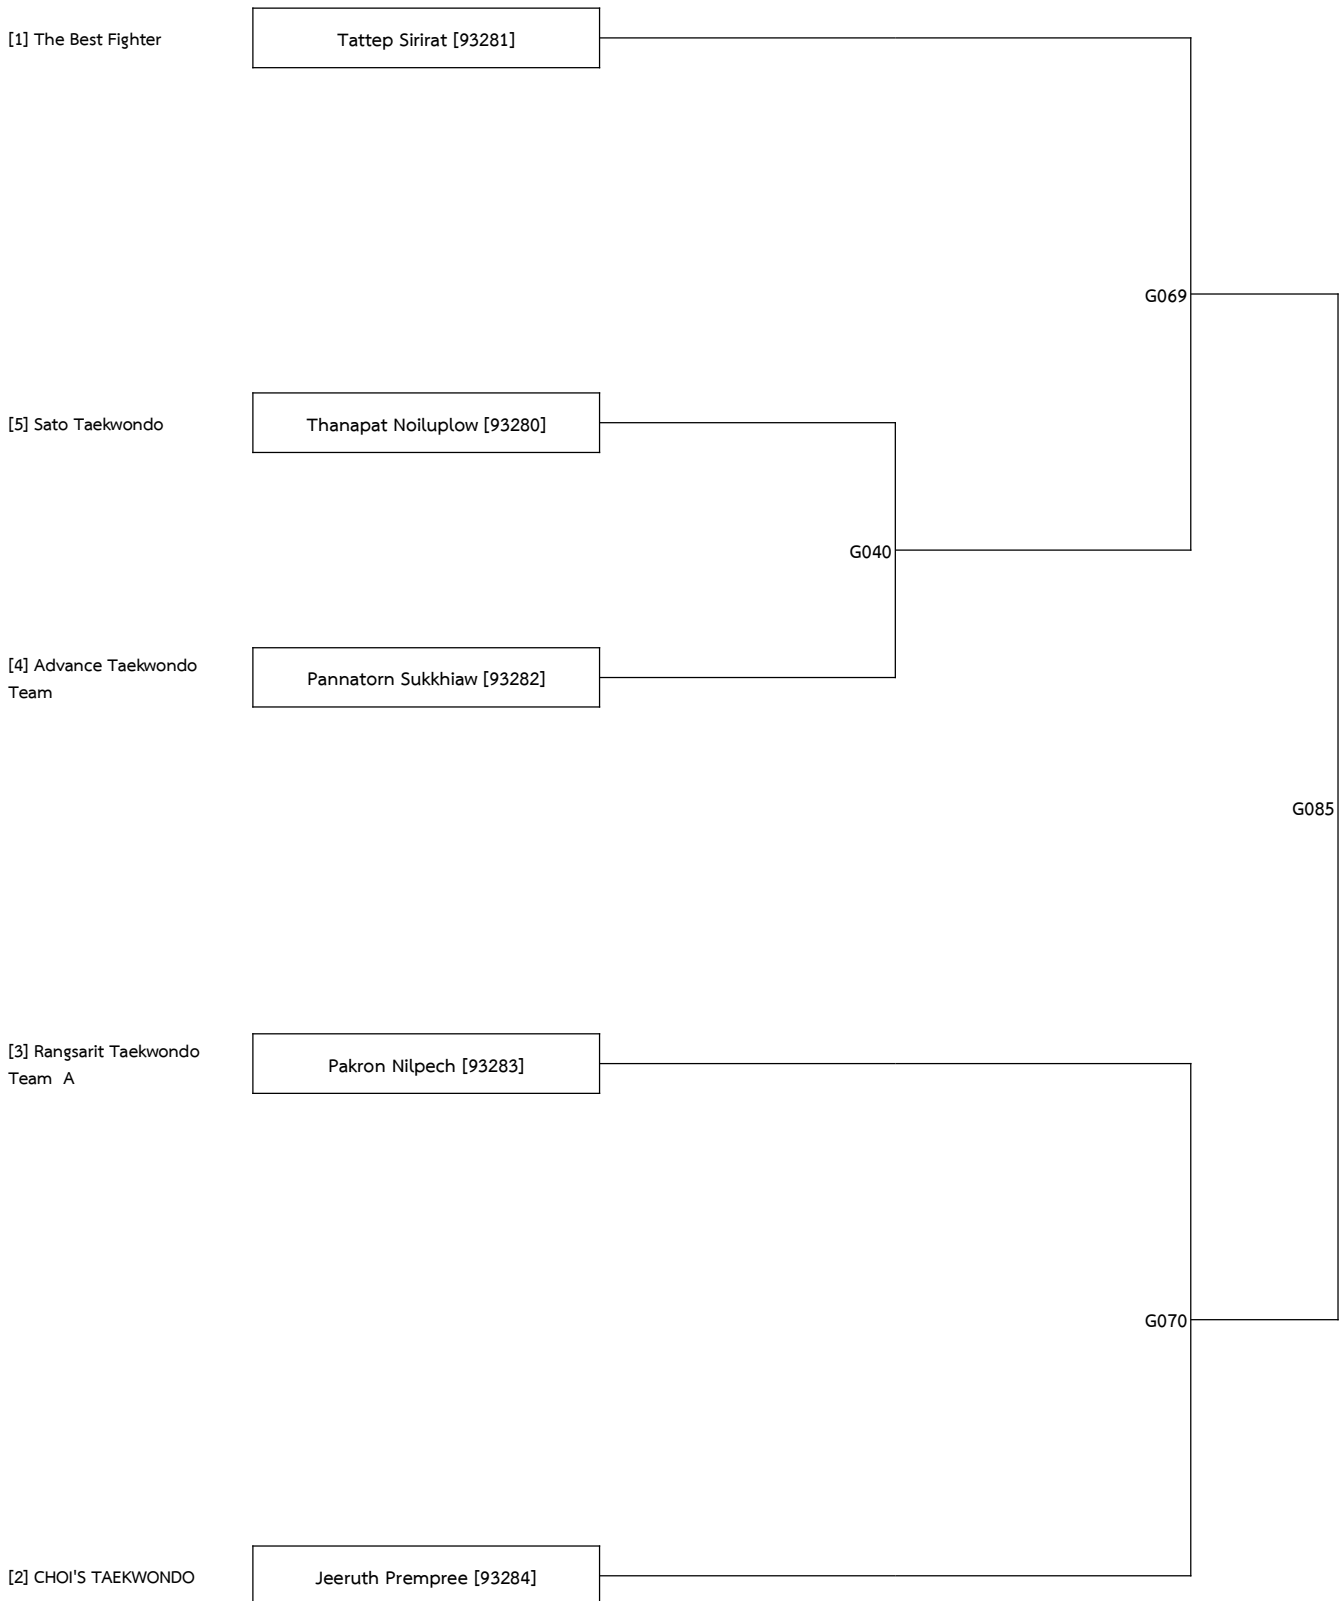 [1] The Best Fighter
Tattep Sirirat [93281]
G069
[5] Sato Taekwondo
Thanapat Noiluplow [93280]
G040
[4] Advance Taekwondo
Team
Pannatorn Sukkhiaw [93282]
G085
[3] Rangsarit Taekwondo
Team A
Pakron Nilpech [93283]
G070
[2] CHOI'S TAEKWONDO
Jeeruth Prempree [93284]